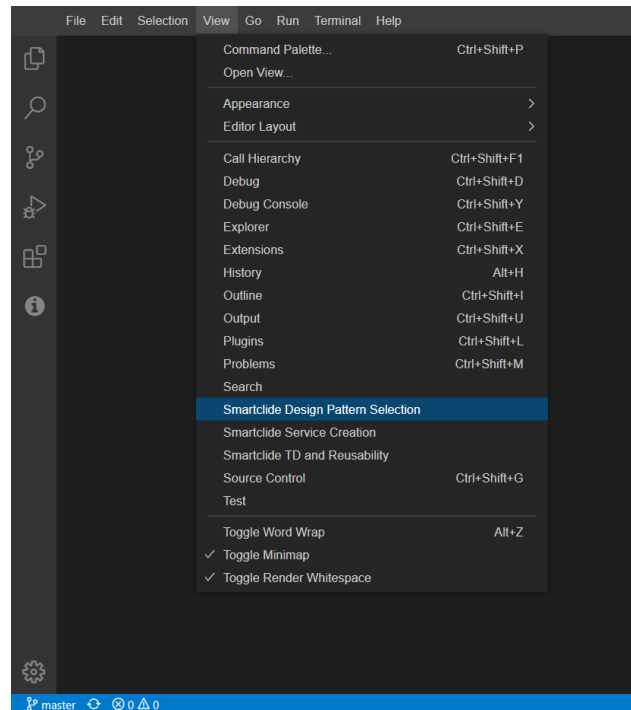 File Edit Selection View Go Run Terminal Help
Command Palette... Ctrl+Shift+P
Open View...
Appearance
Editor Layout
Call Hierarchy Ctrl+Shift+F1
Debug Ctrl+Shift+D
Debug Console Ctrl+Shift+Y
Explorer Ctrl+Shift+E
Extensions Ctrl+Shift+X
History Alt+H
Outline Ctrl+Shift+I
Output Ctrl+Shift+U
Plugins Ctrl+Shift+L
Problems Ctrl+Shift+M
Search
Smartclide Design Pattern Selection
Smartclide Service Creation
Smartclide TD and Reusability
Source Control Ctrl+Shift+G
Test
Toggle Word Wrap Alt+Z
Toggle Minimap
Toggle Render Whitespace
master 0 0